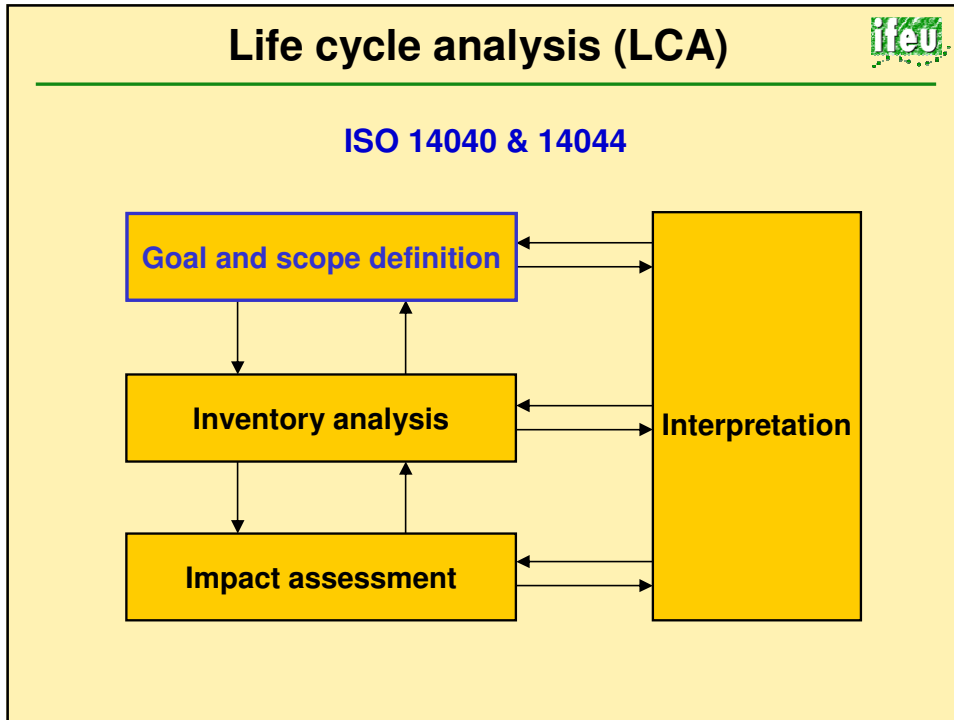 Life cycle analysis (LCA)
ifeu
ISO 14040 & 14044
Goal and scope definition
Inventory analysis
Interpretation
Impact assessment